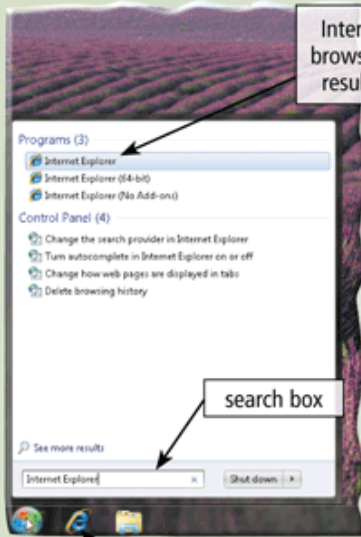 Inter
brows
resul
Programs (3)
Internet Explorer
Internet Explorer (64-bit)
Internet Explorer (No Add-ons)
Control Panel (4)
Change the search provider in Internet Explorer
Turn autocomplete in Internet Explorer on or off
Change how web pages are displayed in tabs
Delete browsing history
search box
See more results
Internet Explorer
Shut down